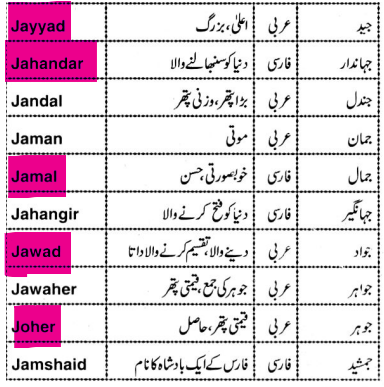 Jayyad اعلیٰ، بزرگ عربی جید
Jahandar دنیا کو سنبھالنے والا فارسی جہاندار
Jandal بڑا پتھر، وزنی پتھر عربی جندل
Jaman موتی عربی جمان
Jamal خوبصورتی، حسن فارسی جمال
Jahangir دنیا کو فتح کرنے والا فارسی جہانگیر
Jawad دینے والا، تقسیم کرنے والا داتا عربی جواد
Jawaher جوہر کی جمع، قیمتی پتھر عربی جواہر
Joher قیمتی پتھر، حاصل عربی جوہر
Jamshaid فارس کے ایک بادشاہ کا نام فارسی جمشید